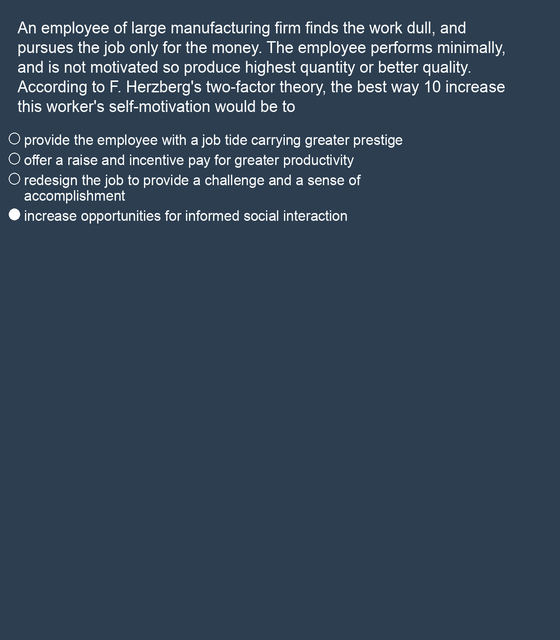 An employee of large manufacturing firm finds the work dull, and
pursues the job only for the money. The employee performs minimally,
and is not motivated so produce highest quantity or better quality.
According to F. Herzberg's two-factor theory, the best way 10 increase
this worker's self-motivation would be to
provide the employee with a job tide carrying greater prestige
offer a raise and incentive pay for greater productivity
redesign the job to provide a challenge and a sense of
accomplishment
increase opportunities for informed social interaction